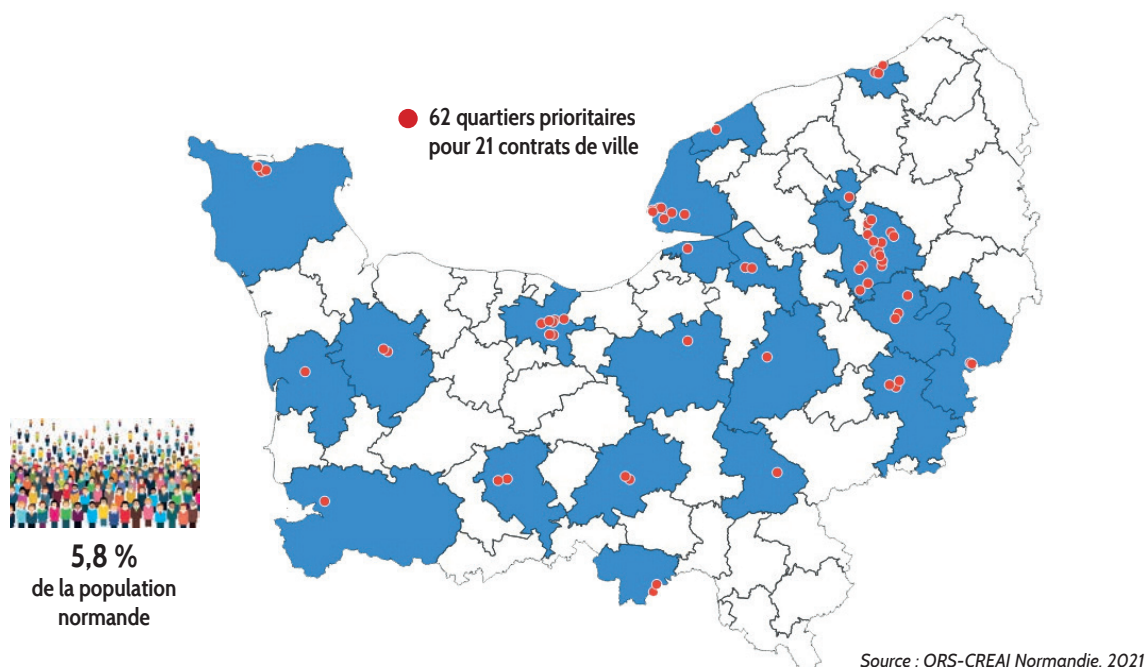 62 quartiers prioritaires
pour 21 contrats de ville
5,8 %
de la population
normande
Source : ORS-CREAI Normandie, 2021